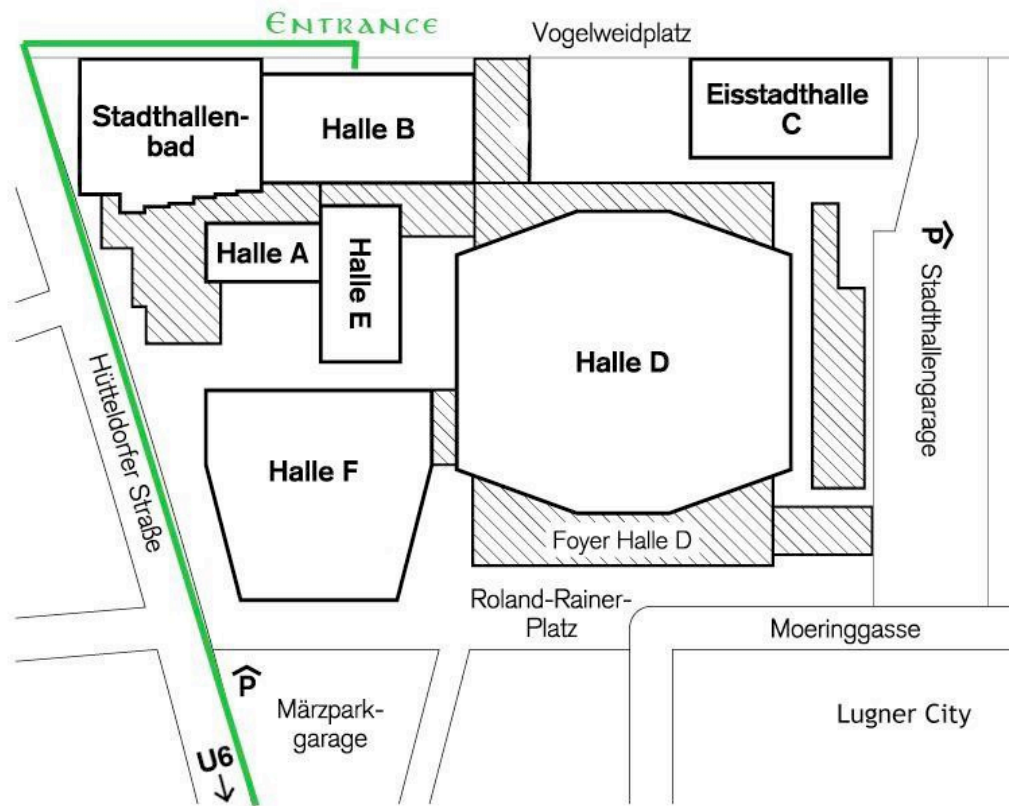 ENTRANCE
Vogelweidplatz
Stadthallen-
bad
Halle B
Eisstadthalle
C
Halle A
Halle E
Halle D
P
Stadthallengarage
Hütteldorfer Straße
Halle F
Foyer Halle D
Roland-Rainer-
Platz
Moeringgasse
P
Märzpark-
garage
Lugner City
U6